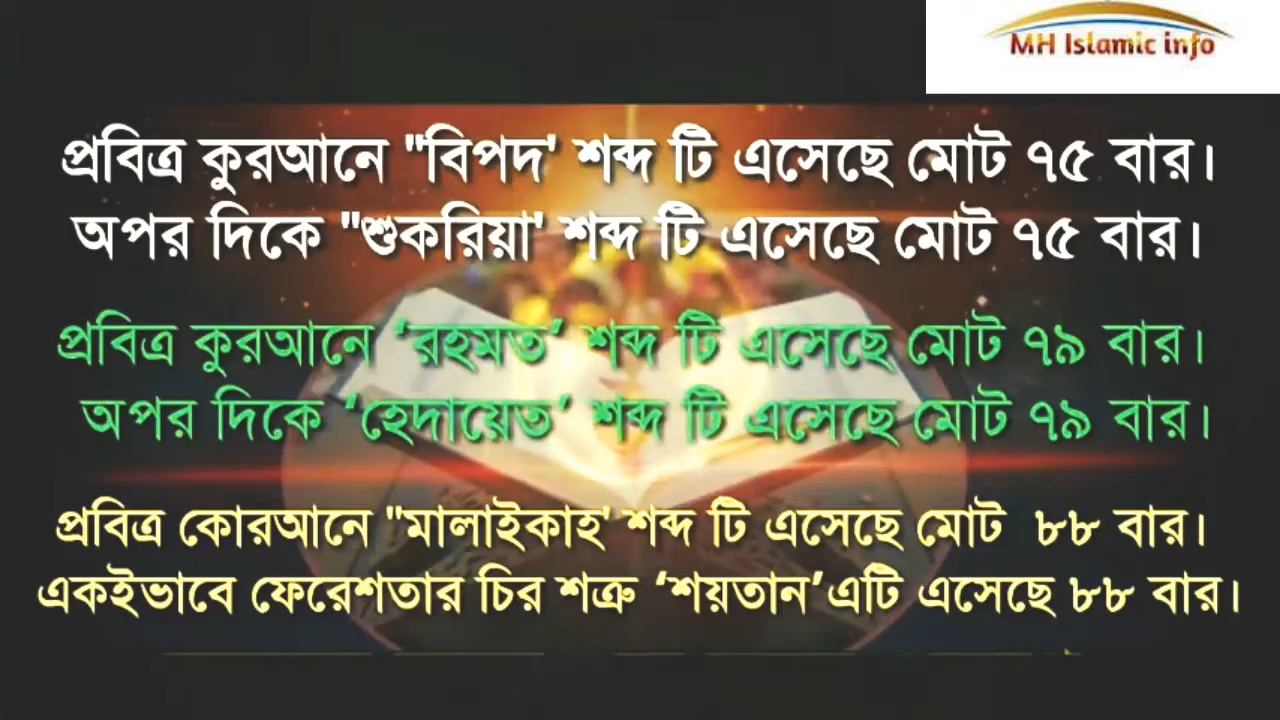 MH Islamic info
প্রবিত্র কুরআনে "বিপদ' শব্দ টি এসেছে মোট ৭৫ বার।
অপর দিকে "শুকরিয়া' শব্দ টি এসেছে মোট ৭৫ বার।
প্রবিত্র কুরআনে ‘রহমত’ শব্দ টি এসেছে মোট ৭৯ বার।
অপর দিকে ‘হেদায়েত’ শব্দ টি এসেছে মোট ৭৯ বার।
প্রবিত্র কোরআনে "মালাইকাহ' শব্দ টি এসেছে মোট ৮৮ বার।
একইভাবে ফেরেশতার চির শত্রু ‘শয়তান’এটি এসেছে ৮৮ বার।